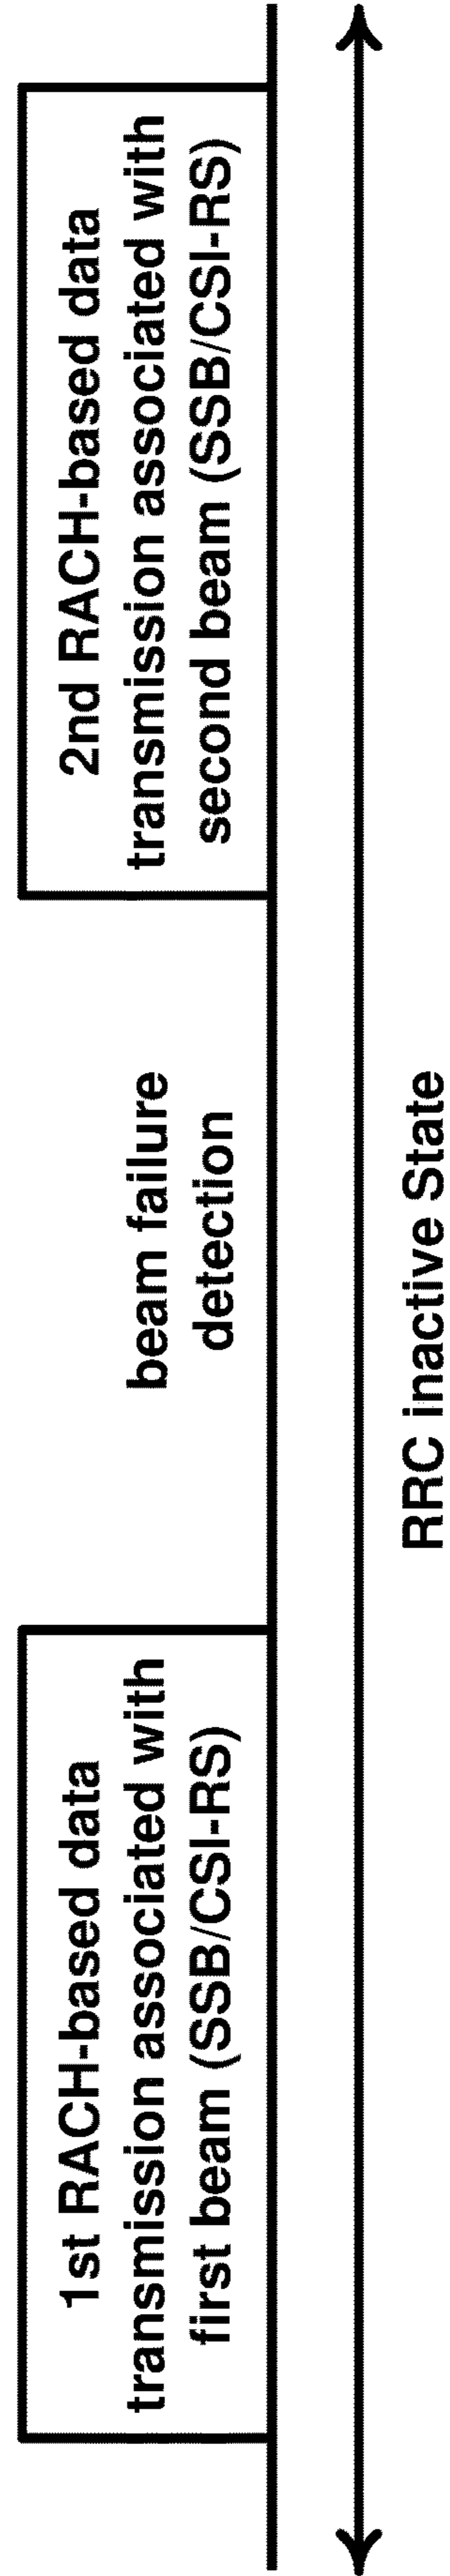 1st RACH-based data
transmission associated with
first beam (SSB/CSI-RS)
beam failure
detection
2nd RACH-based data
transmission associated with
second beam (SSB/CSI-RS)
RRC inactive State